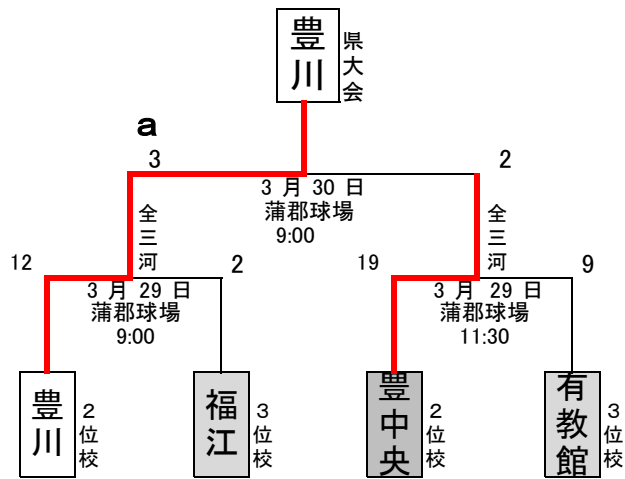 豊川
県大会
a
3
2
3 月 30 日
蒲郡球場
9:00
全三河
全三河
12
2
19
9
3 月 29 日
蒲郡球場
9:00
3 月 29 日
蒲郡球場
11:30
豊川
2位校
福江
3位校
豊中央
2位校
有教館
3位校